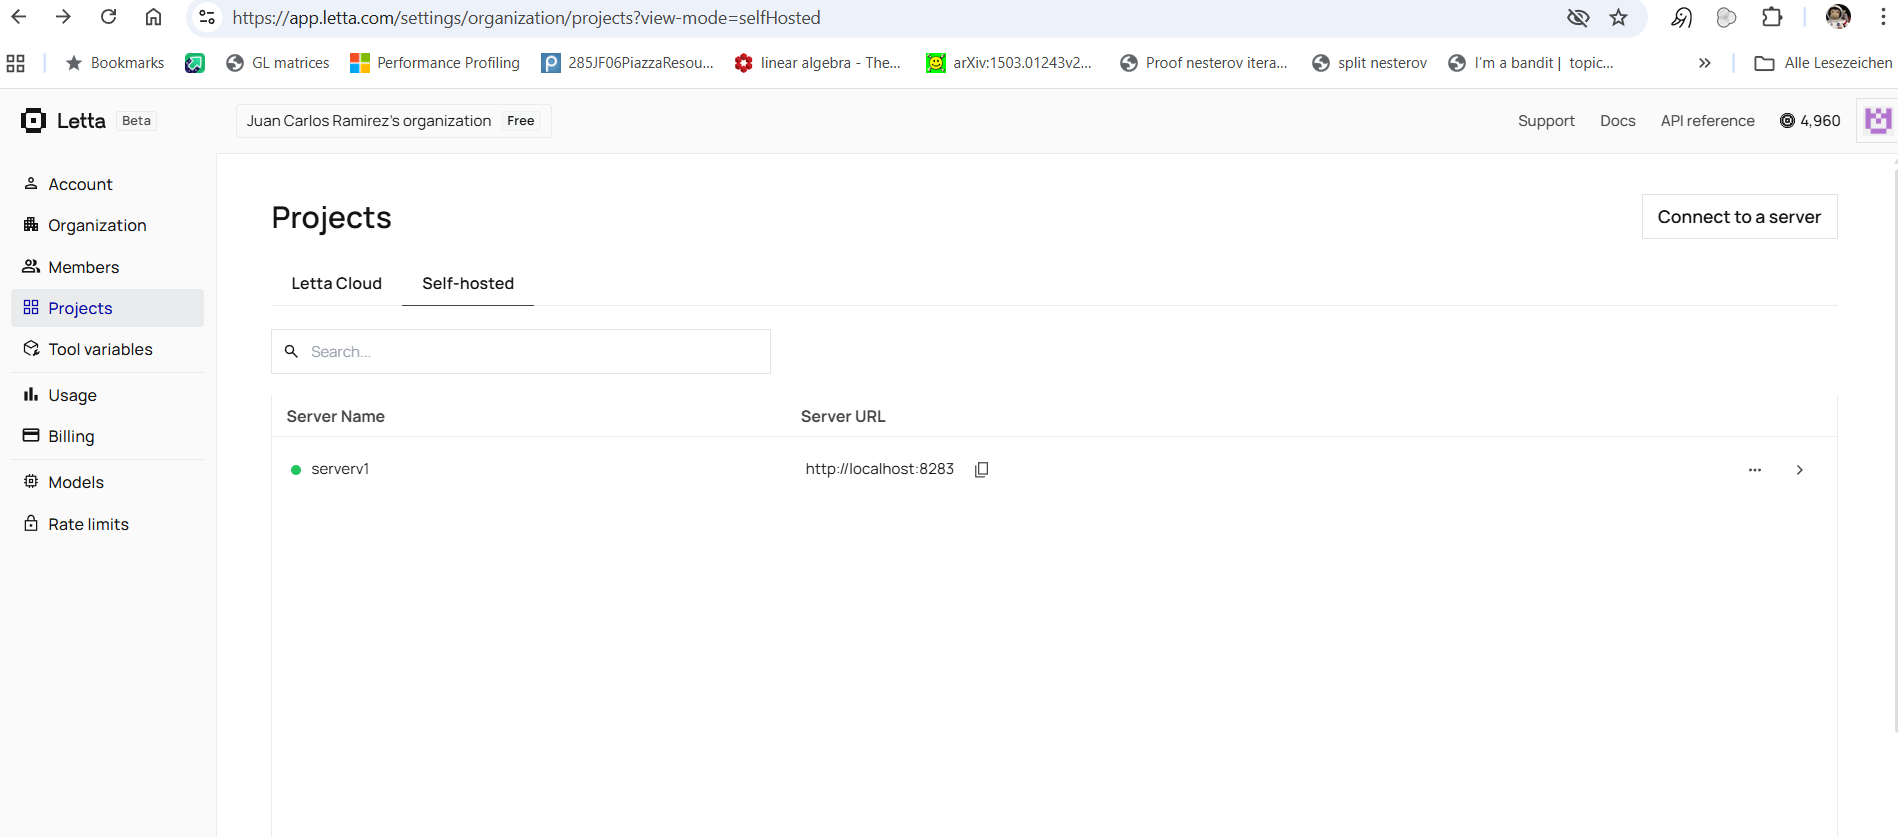 https://app.letta.com/settings/organization/projects?view-mode=selfHosted
Bookmarks GL matrices Performance Profiling 285JF06PiazzaResou... linear algebra - The... arXiv:1503.01243v2... Proof nesterov itera... split nesterov I'm a bandit | topic... » Alle Lesezeichen
Letta Beta Juan Carlos Ramirez's organization Free Support Docs API reference 4,960
Account
Organization
Members
Projects
Tool variables
Usage
Billing
Models
Rate limits
Projects Connect to a server
Letta Cloud Self-hosted
Search...
Server Name Server URL
serverv1 http://localhost:8283